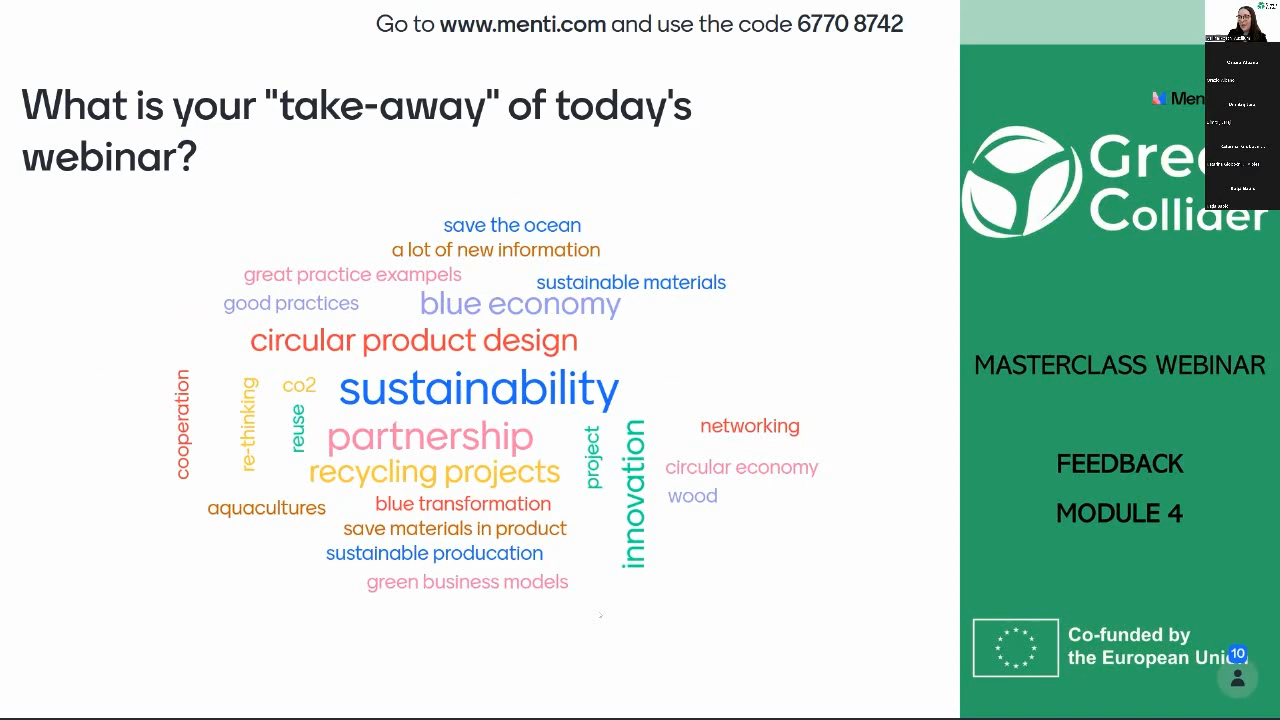 Go to www.menti.com and use the code 6770 8742
What is your "take-away" of today's
webinar?
save the ocean
a lot of new information
great practice exampels
sustainable materials
good practices
blue economy
circular product design
cooperation
re-thinking
co2
reuse
sustainability
partnership
recycling projects
project
innovation
networking
circular economy
wood
aquacultures
blue transformation
save materials in product
sustainable producation
green business models
Men
Gre
Collider
MASTERCLASS WEBINAR
FEEDBACK
MODULE 4
Co-funded by
the European Union
10